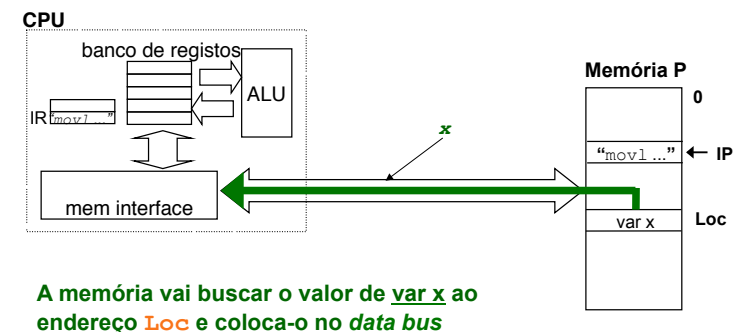 CPU
banco de registos
ALU
IR
"movl ..."
mem interface
x
Memória P
0
"movl ..."
IP
var x
Loc
A memória vai buscar o valor de var x ao
endereço Loc e coloca-o no data bus